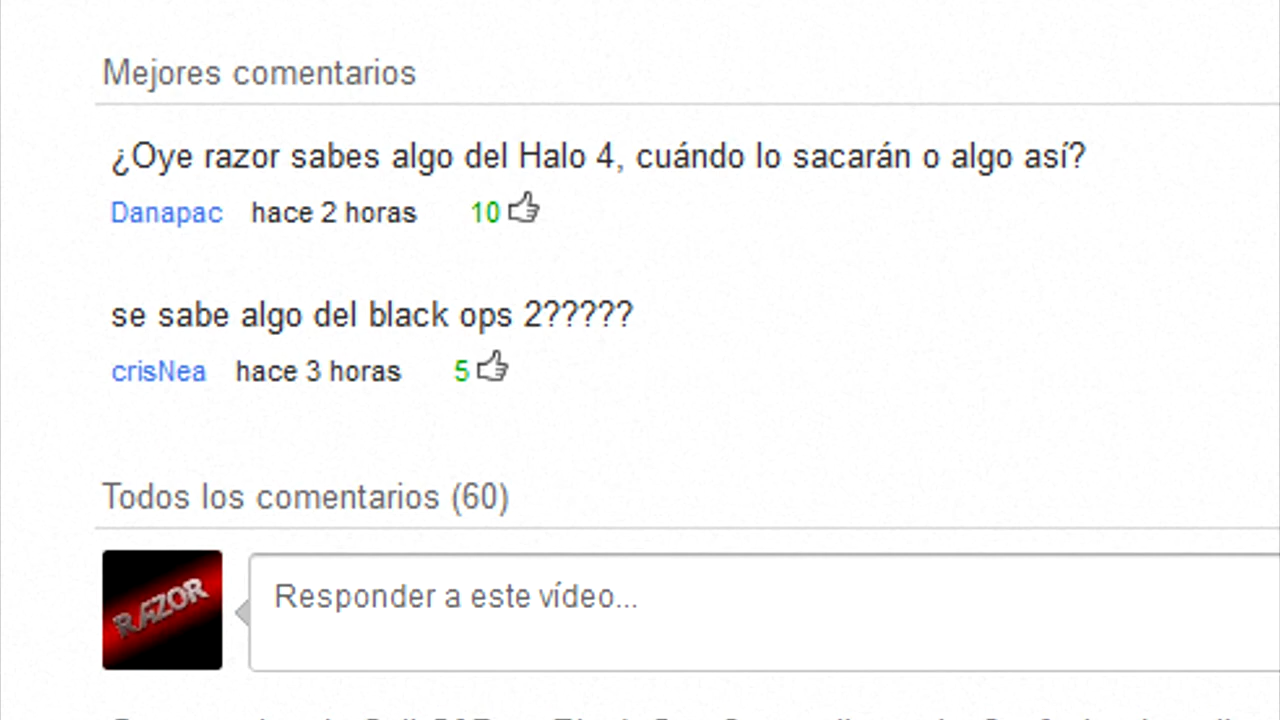 Mejores comentarios
¿Oye razor sabes algo del Halo 4, cuándo lo sacarán o algo así?
Danapac hace 2 horas 10
se sabe algo del black ops 2?????
crisNea hace 3 horas 5
Todos los comentarios (60)
RAZOR
Responder a este vídeo...